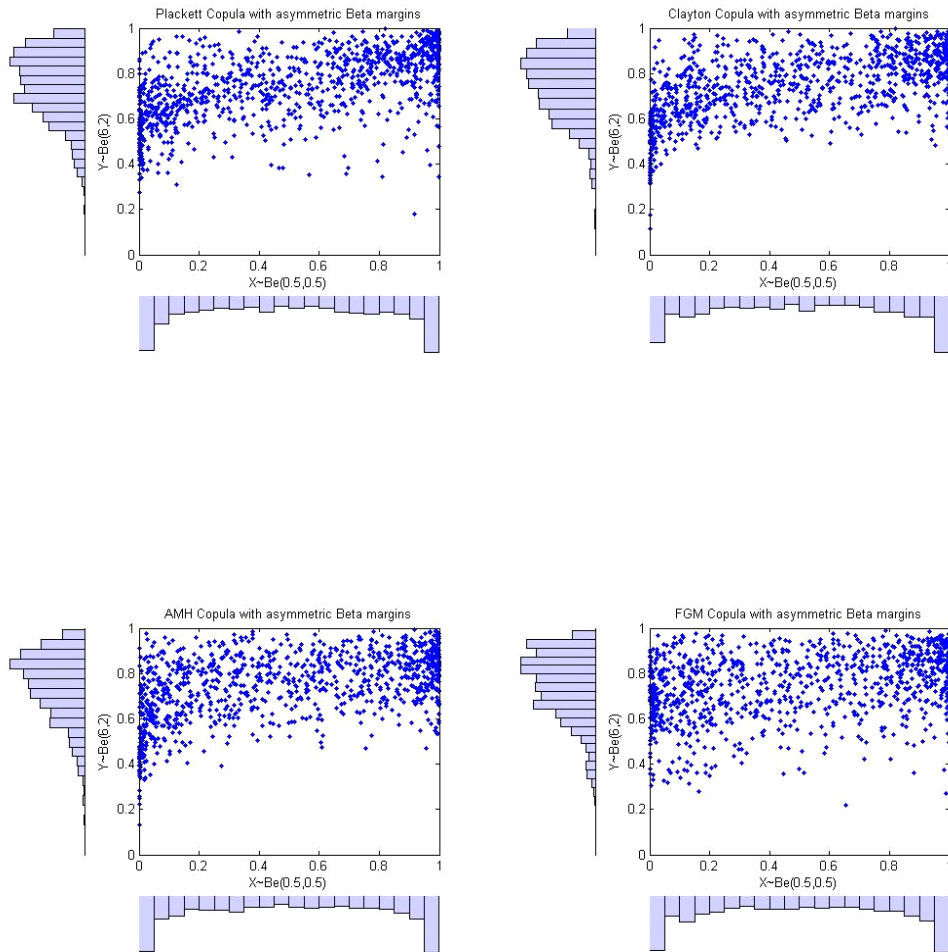 Plackett Copula with asymmetric Beta margins
1
0.8
0.6
0.4
0.2
0
Y~Be(6,2)
0 0.2 0.4 0.6 0.8 1
X~Be(0.5,0.5)
Clayton Copula with asymmetric Beta margins
1
0.8
0.6
0.4
0.2
0
Y~Be(6,2)
0 0.2 0.4 0.6 0.8
X~Be(0.5,0.5)
AMH Copula with asymmetric Beta margins
1
0.8
0.6
0.4
0.2
0
Y~Be(6,2)
0 0.2 0.4 0.6 0.8 1
X~Be(0.5,0.5)
FGM Copula with asymmetric Beta margins
1
0.8
0.6
0.4
0.2
0
Y~Be(6,2)
0 0.2 0.4 0.6 0.8
X~Be(0.5,0.5)